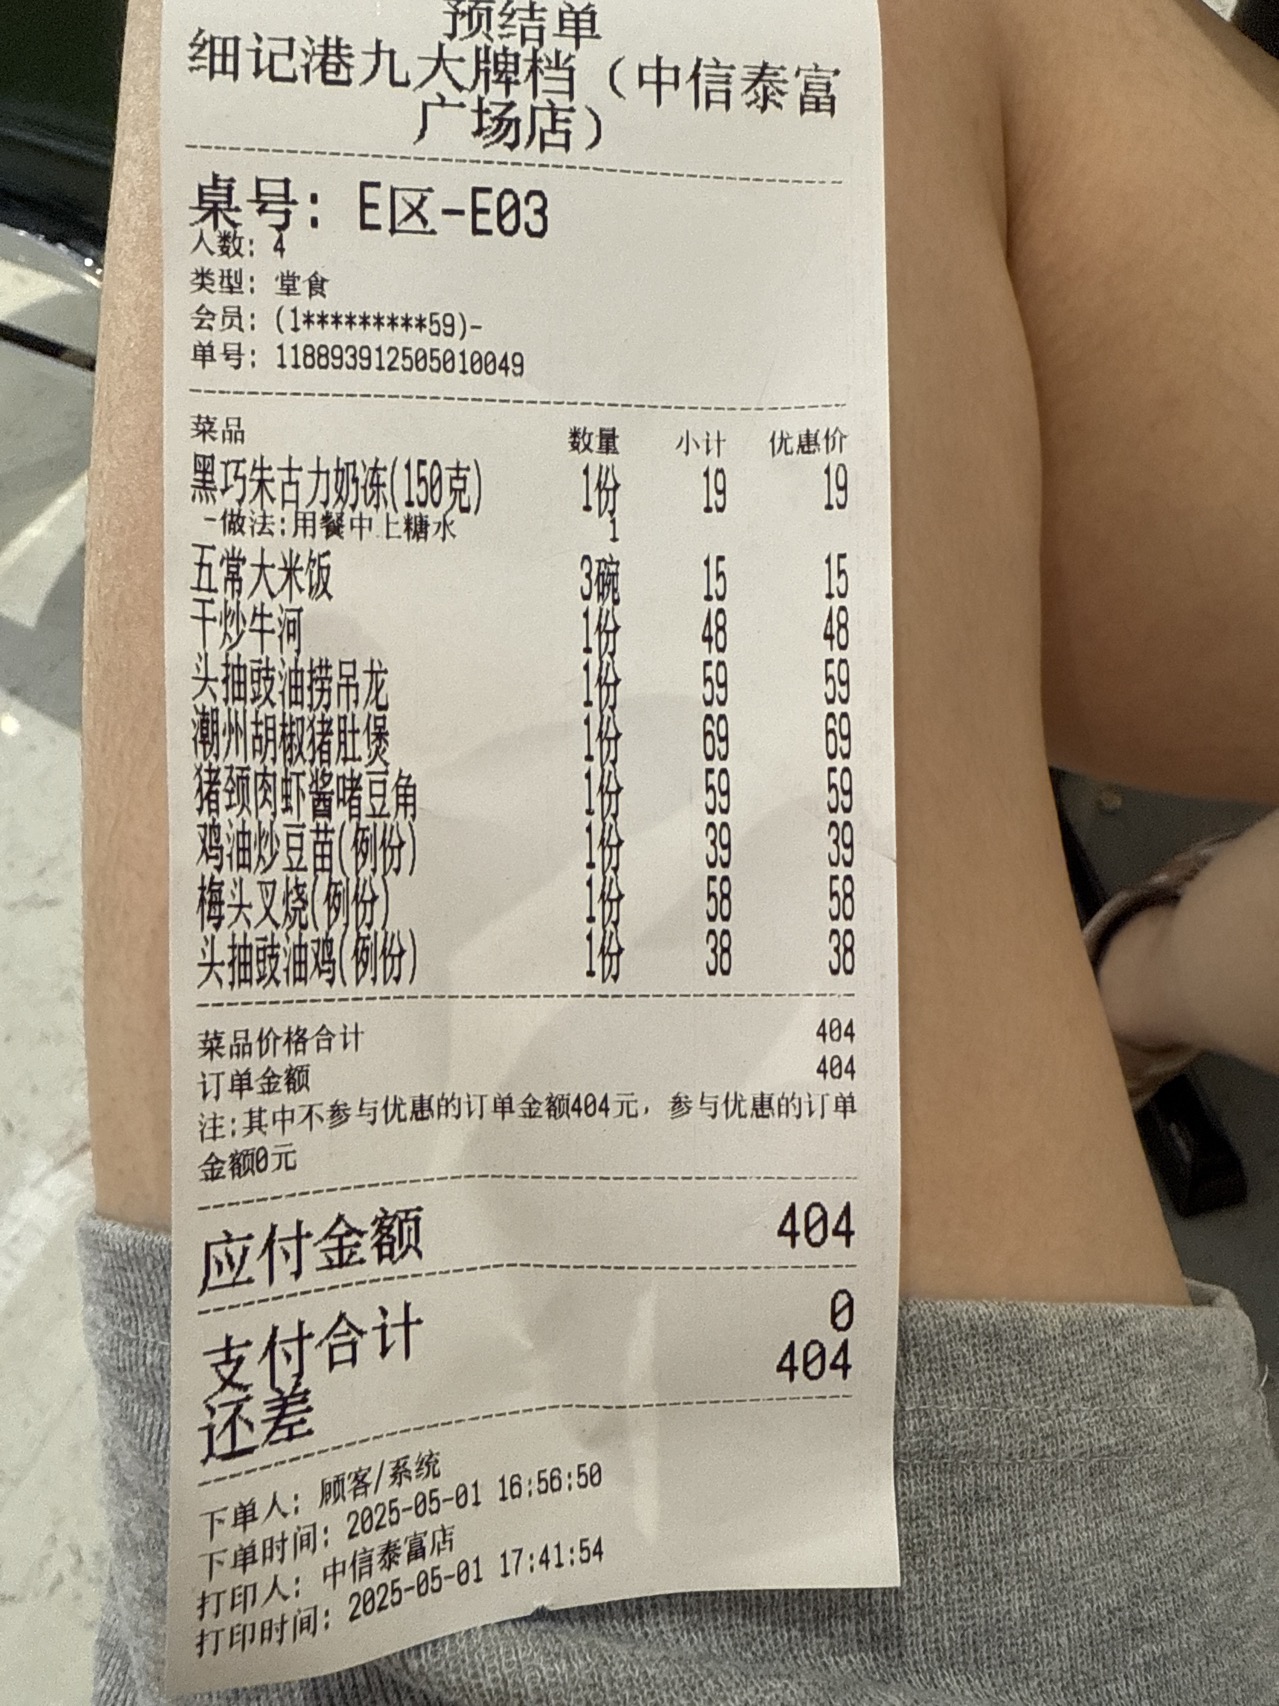 预结单
细记港九大牌档（中信泰富
广场店）
桌号: E区-E03
人数: 4
类型: 堂食
会员: (1*********59)-
单号: 118893912505010049
菜品 数量 小计 优惠价
黑巧朱古力奶冻(150克) 1份 19 19
-做法:用餐中上糖水 1
五常大米饭 3碗 15 15
干炒牛河 1份 48 48
头抽豉油捞吊龙 1份 59 59
潮州胡椒猪肚煲 1份 69 69
猪颈肉虾酱啫豆角 1份 59 59
鸡油炒豆苗(例份) 1份 39 39
梅头叉烧(例份) 1份 58 58
头抽豉油鸡(例份) 1份 38 38
菜品价格合计 404
订单金额 404
注:其中不参与优惠的订单金额404元，参与优惠的订单
金额0元
应付金额 404
支付合计 0
还差 404
下单人: 顾客/系统
下单时间: 2025-05-01 16:56:50
打印人: 中信泰富店
打印时间: 2025-05-01 17:41:54